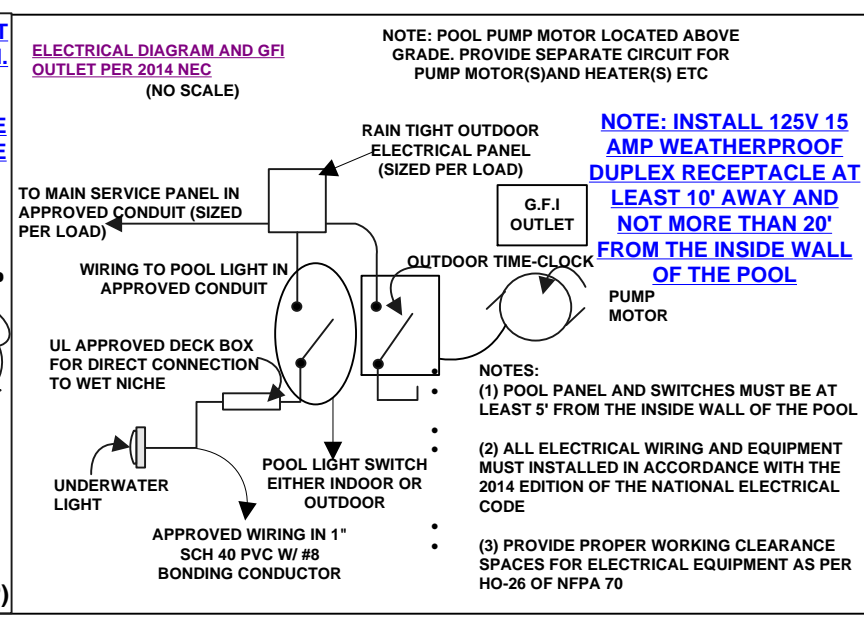 ELECTRICAL DIAGRAM AND GFI
OUTLET PER 2014 NEC
(NO SCALE)
NOTE: POOL PUMP MOTOR LOCATED ABOVE
GRADE. PROVIDE SEPARATE CIRCUIT FOR
PUMP MOTOR(S)AND HEATER(S) ETC
RAIN TIGHT OUTDOOR
ELECTRICAL PANEL
(SIZED PER LOAD)
NOTE: INSTALL 125V 15
AMP WEATHERPROOF
DUPLEX RECEPTACLE AT
LEAST 10' AWAY AND
NOT MORE THAN 20'
FROM THE INSIDE WALL
OF THE POOL
TO MAIN SERVICE PANEL IN
APPROVED CONDUIT (SIZED
PER LOAD)
G.F.I
OUTLET
WIRING TO POOL LIGHT IN
APPROVED CONDUIT
OUTDOOR TIME-CLOCK
PUMP
MOTOR
UL APPROVED DECK BOX
FOR DIRECT CONNECTION
TO WET NICHE
UNDERWATER
LIGHT
POOL LIGHT SWITCH
EITHER INDOOR OR
OUTDOOR
APPROVED WIRING IN 1"
SCH 40 PVC W/ #8
BONDING CONDUCTOR
NOTES:
(1) POOL PANEL AND SWITCHES MUST BE AT
LEAST 5' FROM THE INSIDE WALL OF THE POOL
(2) ALL ELECTRICAL WIRING AND EQUIPMENT
MUST INSTALLED IN ACCORDANCE WITH THE
2014 EDITION OF THE NATIONAL ELECTRICAL
CODE
(3) PROVIDE PROPER WORKING CLEARANCE
SPACES FOR ELECTRICAL EQUIPMENT AS PER
HO-26 OF NFPA 70